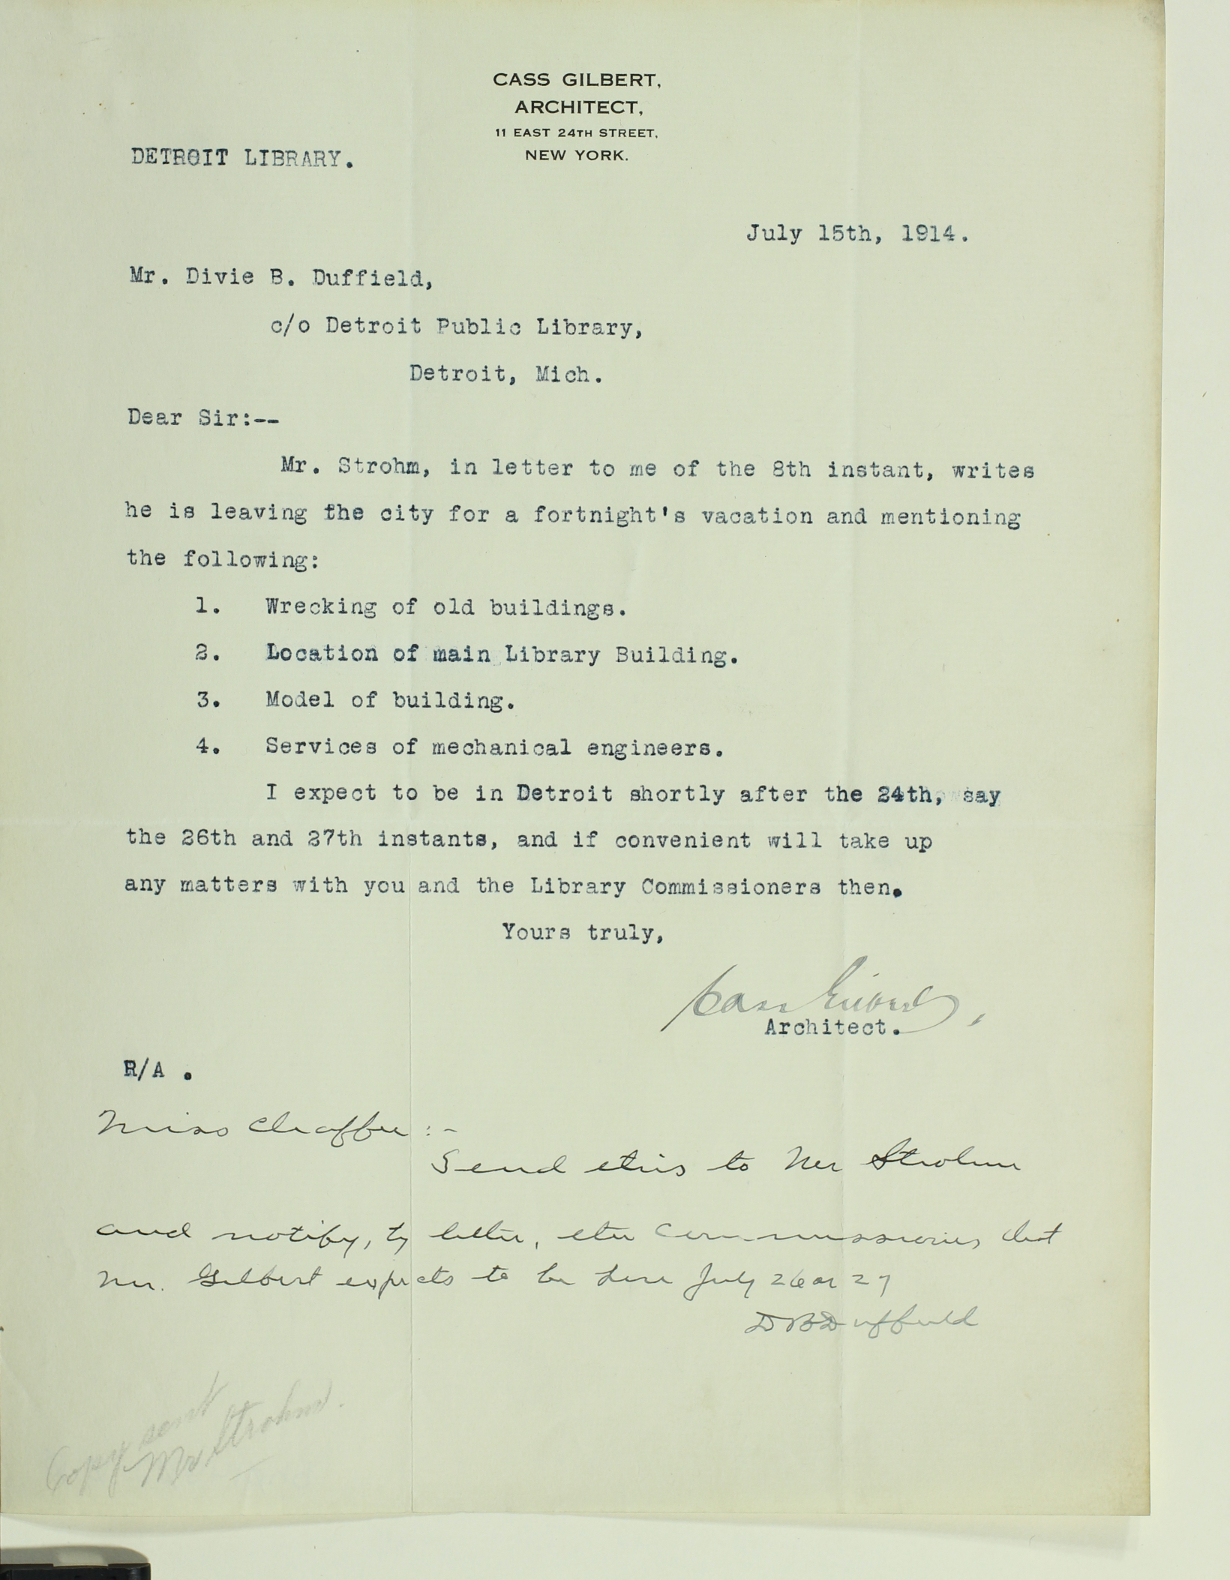 CASS GILBERT,
ARCHITECT,
11 EAST 24TH STREET,
NEW YORK.
DETROIT LIBRARY.
July 15th, 1914.
Mr. Divie B. Duffield,
c/o Detroit Public Library,
Detroit, Mich.
Dear Sir:--
Mr. Strohm, in letter to me of the 8th instant, writes
he is leaving the city for a fortnight's vacation and mentioning
the following:
1. Wrecking of old buildings.
2. Location of main Library Building.
3. Model of building.
4. Services of mechanical engineers.
I expect to be in Detroit shortly after the 24th, say
the 26th and 27th instants, and if convenient will take up
any matters with you and the Library Commissioners then.
Yours truly,
Cass Gilbert
Architect.
R/A .
Miss Chaffee :-
Send this to Mr Strohm
and notify, by letter, the Commissioners that
Mr. Gilbert expects to be here July 26 or 27
D B Duffield
Copy sent
Mr Strohm.